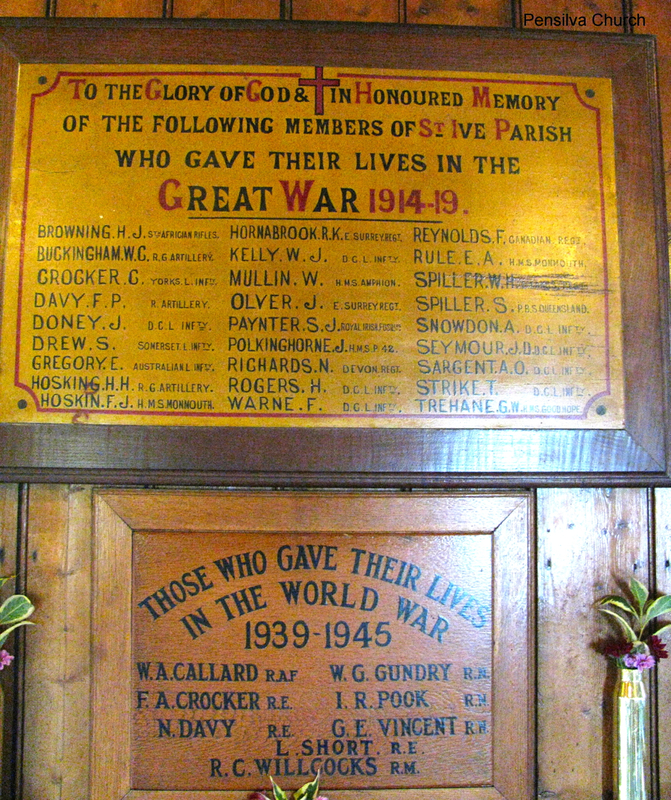 Pensilva Church
To the Glory of God & in Honoured Memory
of the following members of St Ive Parish
who gave their lives in the
Great War 1914-19.
BROWNING.H.J. STH AFRICAN RIFLES. HORNABROOK.R.K. E. SURREY REGT. REYNOLDS.F. CANADIAN REGT.
BUCKINGHAM.W.C. R.G.ARTILLERY. KELLY.W.J. D.C.L.INFTY. RULE.E.A. H.M.S.MONMOUTH.
CROCKER.C. YORKS.L.INFTY. MULLIN.W. H.M.S.AMPHION. SPILLER.W.H.
DAVY.F.P. R.ARTILLERY. OLVER.J. E.SURREY REGT. SPILLER.S. QUEENSLAND.
DONEY.J. D.C.L.INFTY. PAYNTER.S.J. ROYAL IRISH FUSRS. SNOWDON.A. D.C.L.INFTY.
DREW.S. SOMERSET.L.INFTY. POLKINGHORNE.J. H.M.S. P.42. SEYMOUR.J.D. D.C.L.INFTY.
GREGORY.E. AUSTRALIAN L.INFTY. RICHARDS.N. DEVON.REGT. SARGENT.A.O. D.C.L.INFTY.
HOSKING.H.H. R.G.ARTILLERY. ROGERS.H. D.C.L.INFTY. STRIKE.T. D.C.L.INFTY.
HOSKIN.F.J. H.M.S.MONMOUTH. WARNE.F. D.C.L.INFTY. TREHANE.G.W. GOOD HOPE.
THOSE WHO GAVE THEIR LIVES
IN THE WORLD WAR
1939-1945
W.A.CALLARD R.A.F W.G.GUNDRY R.N.
F.A.CROCKER R.E. I.R.POOK R.N.
N.DAVY R.E. G.E.VINCENT R.N.
L.SHORT. R.E.
R.C.WILLCOCKS R.M.